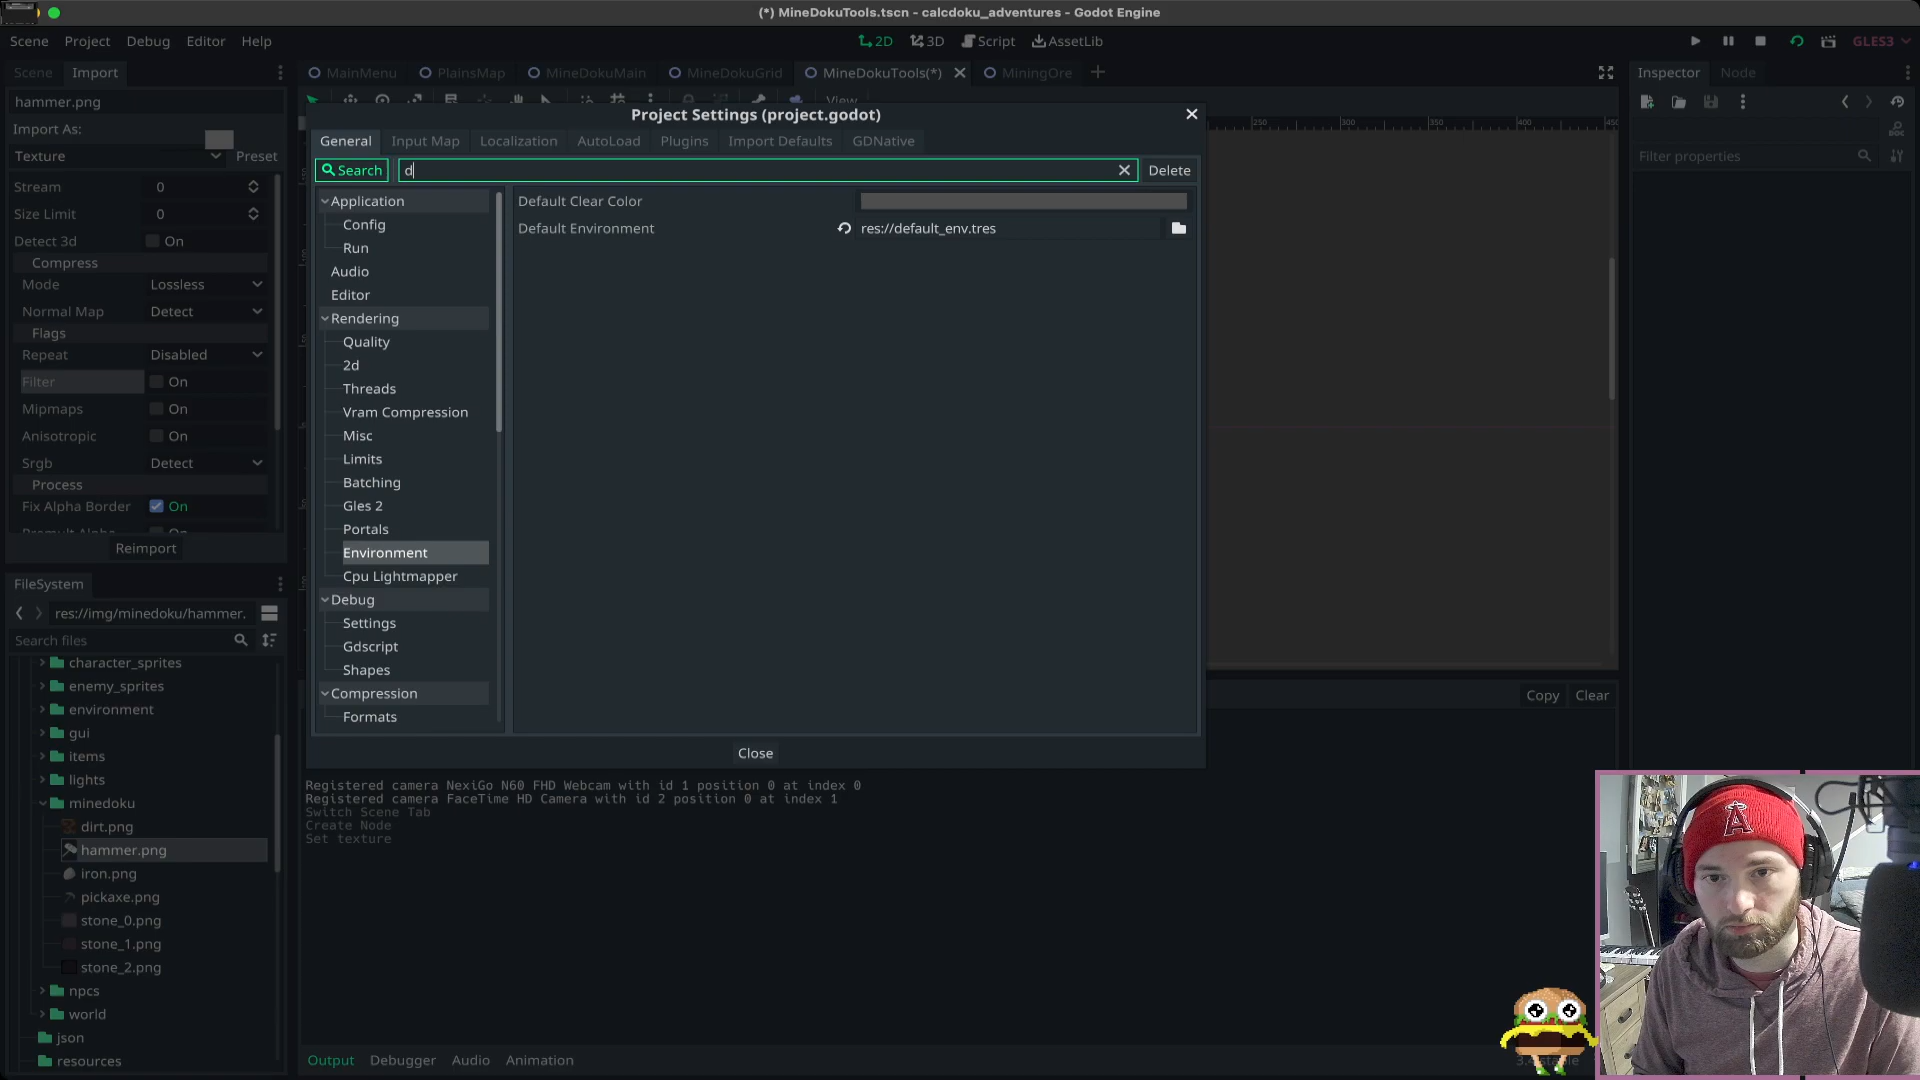 (*) MineDokuTools.tscn - calcdoku_adventures - Godot Engine
Scene Project Debug Editor Help
2D 3D Script AssetLib
GLES3
Scene Import
MainMenu PlainsMap MineDokuMain MineDokuGrid MineDokuTools(*) MiningOre
Inspector Node
hammer.png
View
Import As:
Texture Preset
Stream 0
Size Limit 0
Detect 3d On
Compress
Mode Lossless
Normal Map Detect
Flags
Repeat Disabled
Filter On
Mipmaps On
Anisotropic On
Srgb Detect
Process
Fix Alpha Border On
Reimport
Project Settings (project.godot)
General Input Map Localization AutoLoad Plugins Import Defaults GDNative
Search d Delete
Application
Config
Run
Audio
Editor
Rendering
Quality
2d
Threads
Vram Compression
Misc
Limits
Batching
Gles 2
Portals
Environment
Cpu Lightmapper
Debug
Settings
Gdscript
Shapes
Compression
Formats
Default Clear Color
Default Environment res://default_env.tres
Close
250 300 350 400 450
Filter properties
Copy Clear
FileSystem
res://img/minedoku/hammer.
Search files
character_sprites
enemy_sprites
environment
gui
items
lights
minedoku
dirt.png
hammer.png
iron.png
pickaxe.png
stone_0.png
stone_1.png
stone_2.png
npcs
world
json
resources
Registered camera NexiGo N60 FHD Webcam with id 1 position 0 at index 0
Registered camera FaceTime HD Camera with id 2 position 0 at index 1
Switch Scene Tab
Create Node
Set texture
Output Debugger Audio Animation
A